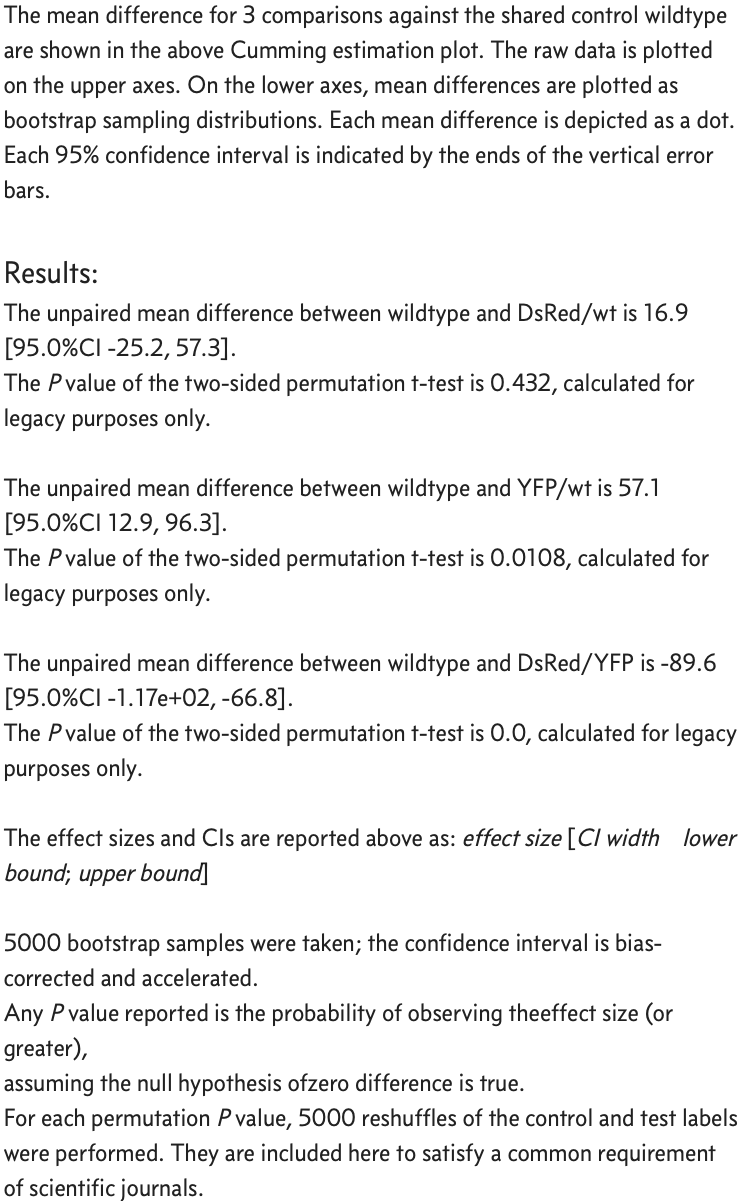 The mean difference for 3 comparisons against the shared control wildtype
are shown in the above Cumming estimation plot. The raw data is plotted
on the upper axes. On the lower axes, mean differences are plotted as
bootstrap sampling distributions. Each mean difference is depicted as a dot.
Each 95% confidence interval is indicated by the ends of the vertical error
bars.
Results:
The unpaired mean difference between wildtype and DsRed/wt is 16.9
[95.0%CI -25.2, 57.3].
The P value of the two-sided permutation t-test is 0.432, calculated for
legacy purposes only.
The unpaired mean difference between wildtype and YFP/wt is 57.1
[95.0%CI 12.9, 96.3].
The P value of the two-sided permutation t-test is 0.0108, calculated for
legacy purposes only.
The unpaired mean difference between wildtype and DsRed/YFP is -89.6
[95.0%CI -1.17e+02, -66.8].
The P value of the two-sided permutation t-test is 0.0, calculated for legacy
purposes only.
The effect sizes and CIs are reported above as: effect size [CI width lower
bound; upper bound]
5000 bootstrap samples were taken; the confidence interval is bias-
corrected and accelerated.
Any P value reported is the probability of observing theeffect size (or
greater),
assuming the null hypothesis ofzero difference is true.
For each permutation P value, 5000 reshuffles of the control and test labels
were performed. They are included here to satisfy a common requirement
of scientific journals.